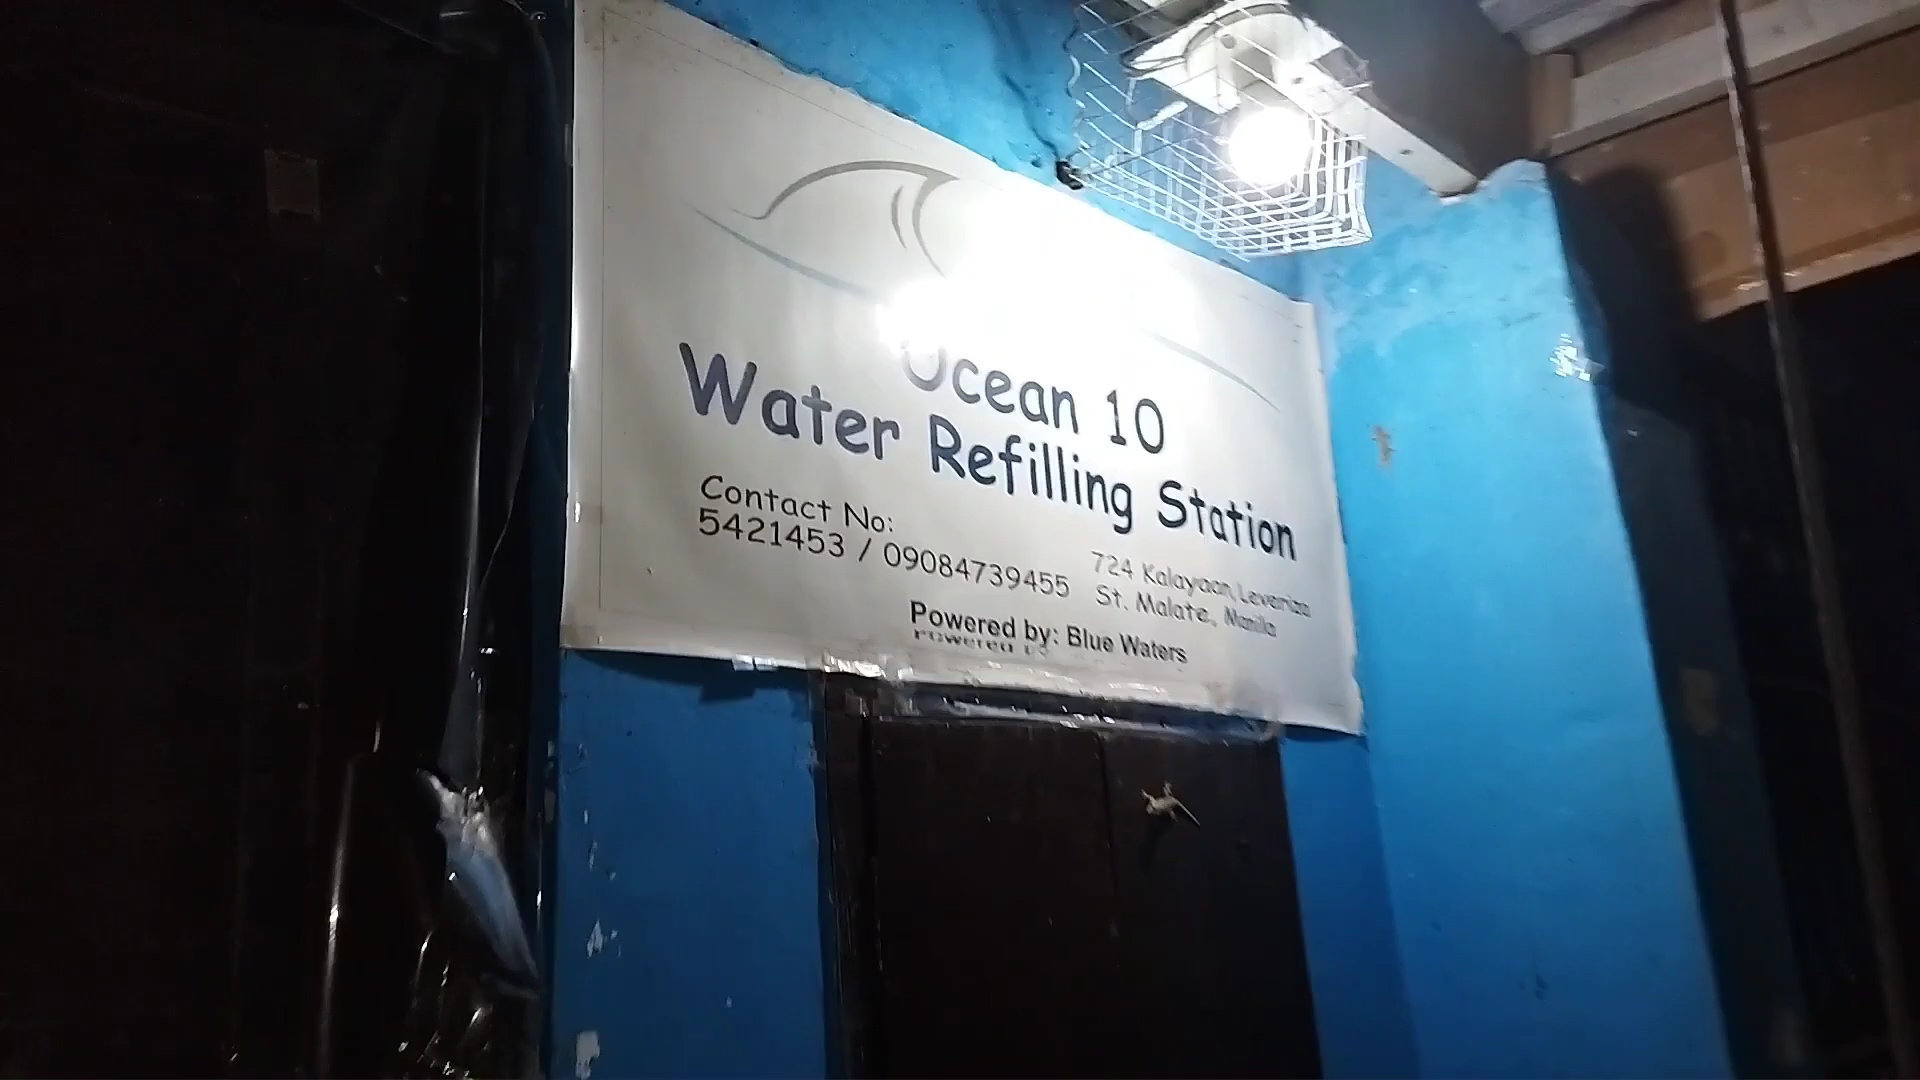 Ocean 10
Water Refilling Station
Contact No:
5421453 / 09084739455
724 Kalayaan, Leveriza
St. Malate, Manila
Powered by: Blue Waters